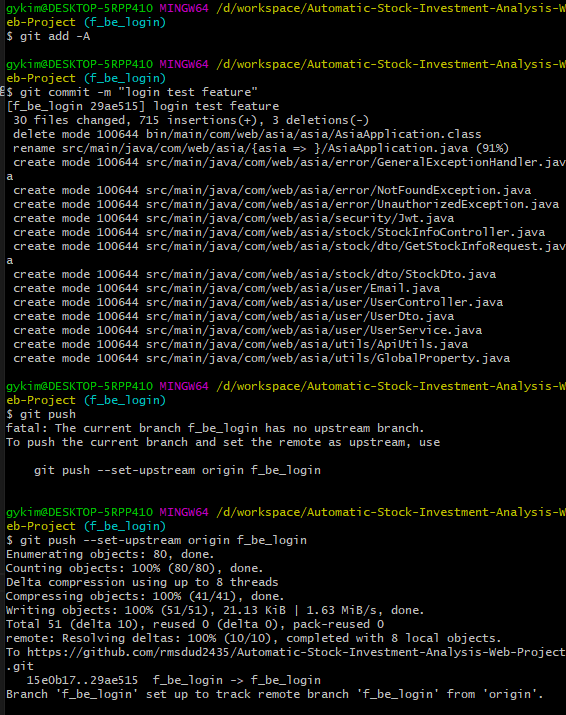 gykim@DESKTOP-5RPP410 MINGW64 /d/workspace/Automatic-Stock-Investment-Analysis-W
eb-Project (f_be_login)
$ git add -A
gykim@DESKTOP-5RPP410 MINGW64 /d/workspace/Automatic-Stock-Investment-Analysis-W
eb-Project (f_be_login)
$ git commit -m "login test feature"
[f_be_login 29ae515] login test feature
 30 files changed, 715 insertions(+), 3 deletions(-)
 delete mode 100644 bin/main/com/web/asia/asia/AsiaApplication.class
 rename src/main/java/com/web/asia/{asia => }/AsiaApplication.java (91%)
 create mode 100644 src/main/java/com/web/asia/error/GeneralExceptionHandler.jav
a
 create mode 100644 src/main/java/com/web/asia/error/NotFoundException.java
 create mode 100644 src/main/java/com/web/asia/error/UnauthorizedException.java
 create mode 100644 src/main/java/com/web/asia/security/Jwt.java
 create mode 100644 src/main/java/com/web/asia/stock/StockInfoController.java
 create mode 100644 src/main/java/com/web/asia/stock/dto/GetStockInfoRequest.jav
a
 create mode 100644 src/main/java/com/web/asia/stock/dto/StockDto.java
 create mode 100644 src/main/java/com/web/asia/user/Email.java
 create mode 100644 src/main/java/com/web/asia/user/UserController.java
 create mode 100644 src/main/java/com/web/asia/user/UserDto.java
 create mode 100644 src/main/java/com/web/asia/user/UserService.java
 create mode 100644 src/main/java/com/web/asia/utils/ApiUtils.java
 create mode 100644 src/main/java/com/web/asia/utils/GlobalProperty.java
gykim@DESKTOP-5RPP410 MINGW64 /d/workspace/Automatic-Stock-Investment-Analysis-W
eb-Project (f_be_login)
$ git push
fatal: The current branch f_be_login has no upstream branch.
To push the current branch and set the remote as upstream, use
    git push --set-upstream origin f_be_login
gykim@DESKTOP-5RPP410 MINGW64 /d/workspace/Automatic-Stock-Investment-Analysis-W
eb-Project (f_be_login)
$ git push --set-upstream origin f_be_login
Enumerating objects: 80, done.
Counting objects: 100% (80/80), done.
Delta compression using up to 8 threads
Compressing objects: 100% (41/41), done.
Writing objects: 100% (51/51), 21.13 KiB | 1.63 MiB/s, done.
Total 51 (delta 10), reused 0 (delta 0), pack-reused 0
remote: Resolving deltas: 100% (10/10), completed with 8 local objects.
To https://github.com/rmsdud2435/Automatic-Stock-Investment-Analysis-Web-Project
.git
   15e0b17..29ae515  f_be_login -> f_be_login
Branch 'f_be_login' set up to track remote branch 'f_be_login' from 'origin'.